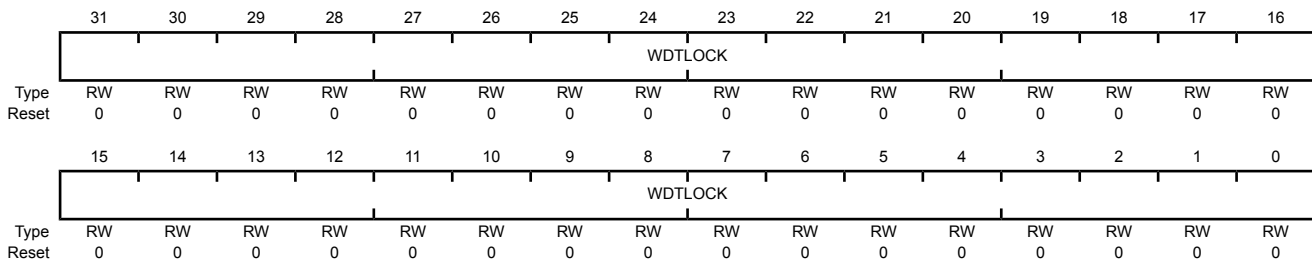 31 30 29 28 27 26 25 24 23 22 21 20 19 18 17 16
WDTLOCK
Type RW RW RW RW RW RW RW RW RW RW RW RW RW RW RW RW
Reset 0 0 0 0 0 0 0 0 0 0 0 0 0 0 0 0
15 14 13 12 11 10 9 8 7 6 5 4 3 2 1 0
WDTLOCK
Type RW RW RW RW RW RW RW RW RW RW RW RW RW RW RW RW
Reset 0 0 0 0 0 0 0 0 0 0 0 0 0 0 0 0